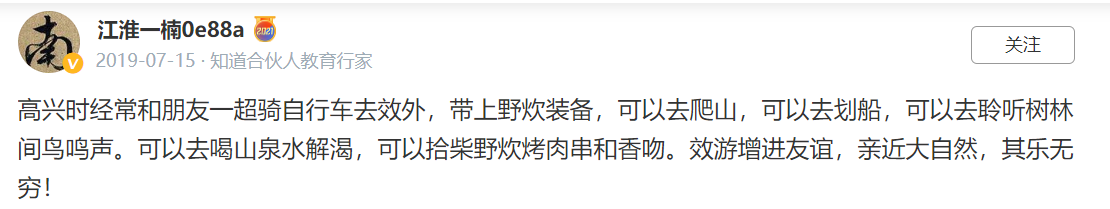 江淮一楠0e88a 2021
2019-07-15 · 知道合伙人教育行家
关注
高兴时经常和朋友一超骑自行车去效外，带上野炊装备，可以去爬山，可以去划船，可以去聆听树林
间鸟鸣声。可以去喝山泉水解渴，可以拾柴野炊烤肉串和香吻。效游增进友谊，亲近大自然，其乐无
穷！
南
V